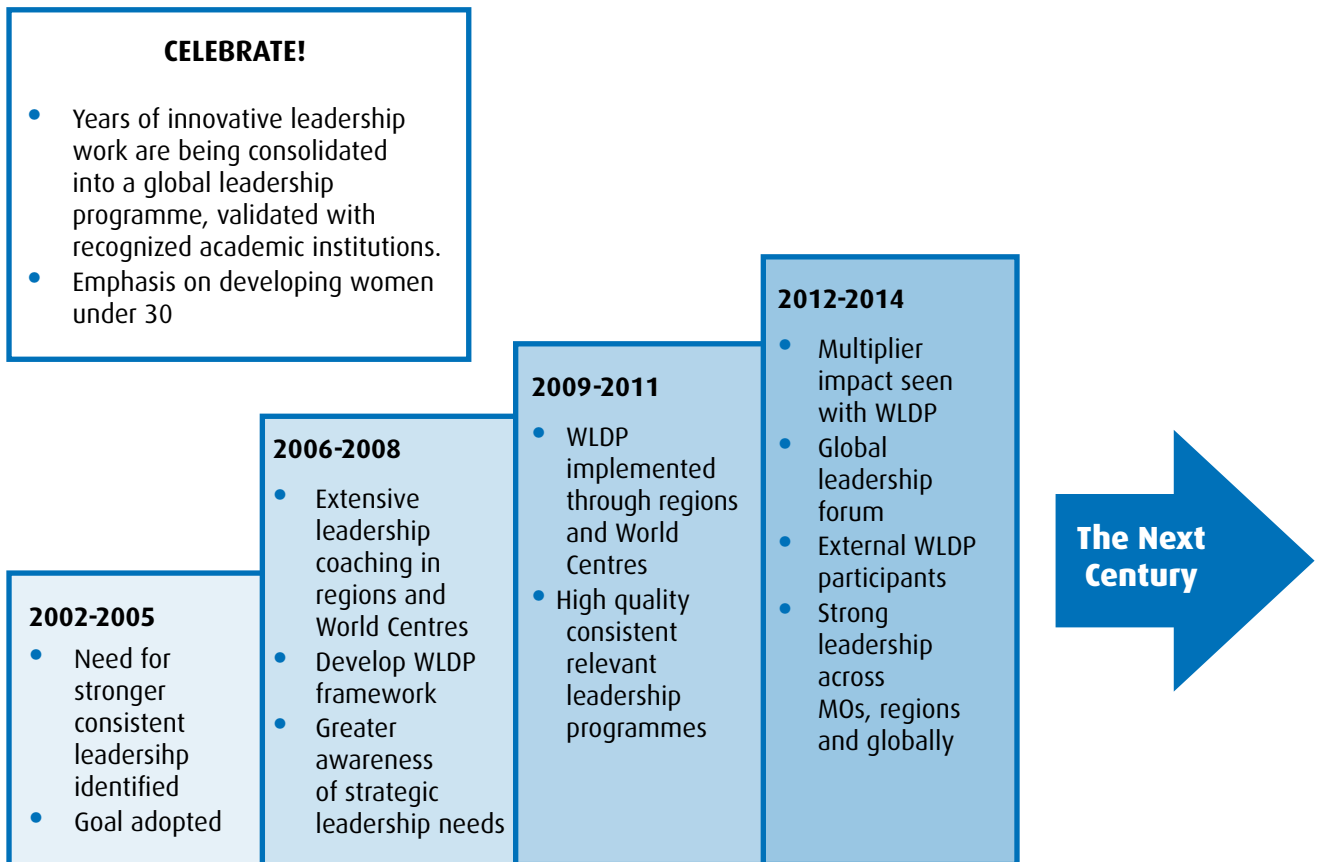 CELEBRATE!
• Years of innovative leadership
work are being consolidated
into a global leadership
programme, validated with
recognized academic institutions.
• Emphasis on developing women
under 30
2002-2005
• Need for
stronger
consistent
leadersihp
identified
• Goal adopted
2006-2008
• Extensive
leadership
coaching in
regions and
World Centres
• Develop WLDP
framework
• Greater
awareness
of strategic
leadership needs
2009-2011
• WLDP
implemented
through regions
and World
Centres
• High quality
consistent
relevant
leadership
programmes
2012-2014
• Multiplier
impact seen
with WLDP
• Global
leadership
forum
• External WLDP
participants
• Strong
leadership
across
MOs, regions
and globally
The Next
Century